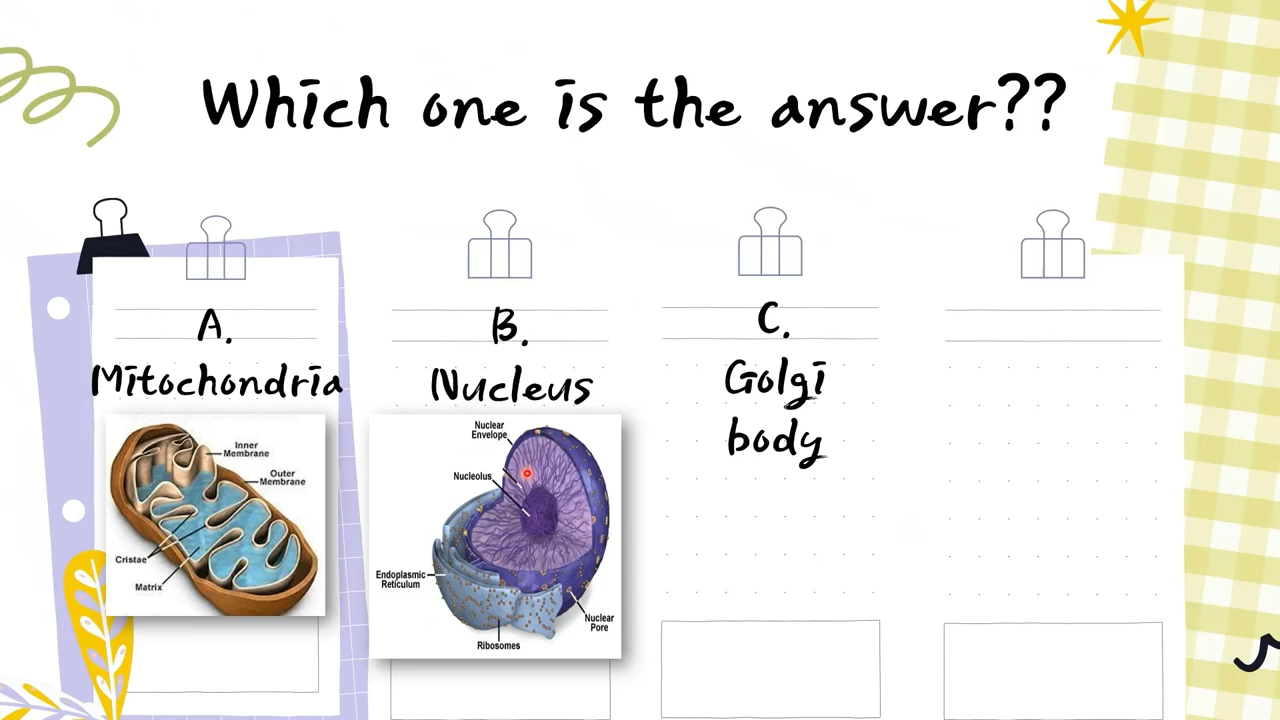 Which one is the answer??
A.
Mitochondria
Inner
Membrane
Outer
Membrane
Cristae
Matrix
B.
Nucleus
Nuclear
Envelope
Nucleolus
Endoplasmic
Reticulum
Nuclear
Pore
Ribosomes
C.
Golgi
body